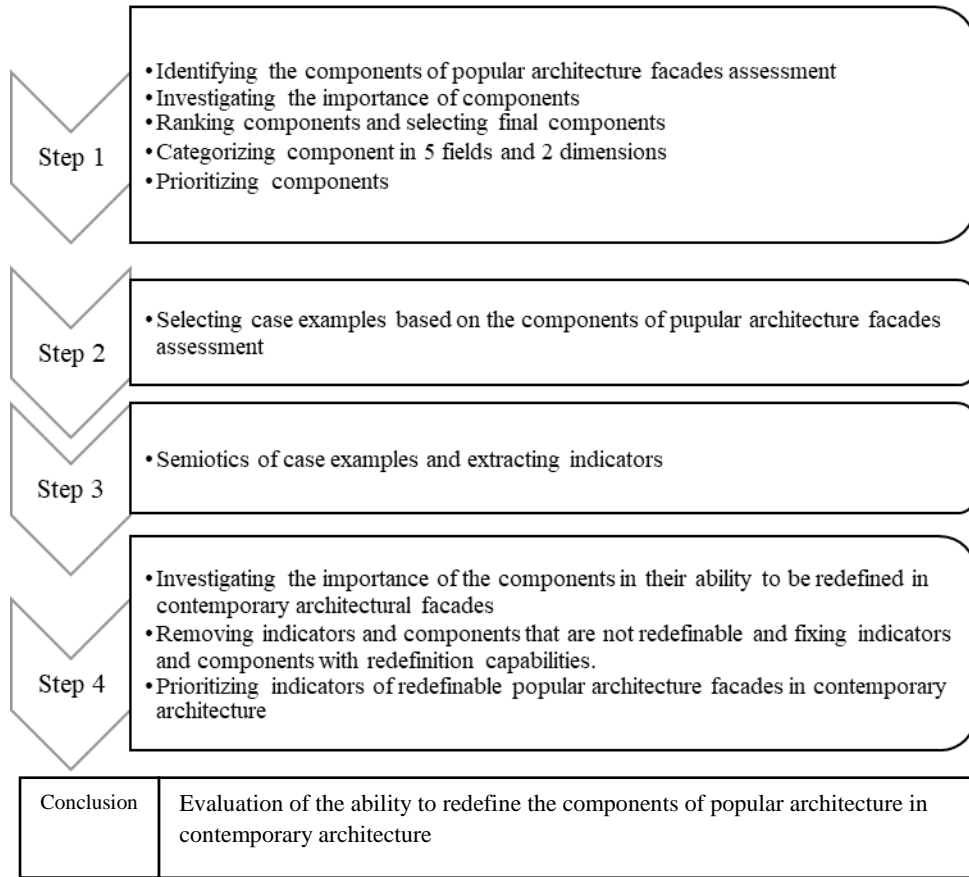 Step 1
•Identifying the components of popular architecture facades assessment
•Investigating the importance of components
•Ranking components and selecting final components
•Categorizing component in 5 fields and 2 dimensions
•Prioritizing components
Step 2
•Selecting case examples based on the components of pupular architecture facades
assessment
Step 3
•Semiotics of case examples and extracting indicators
Step 4
•Investigating the importance of the components in their ability to be redefined in
contemporary architectural facades
•Removing indicators and components that are not redefinable and fixing indicators
and components with redefinition capabilities.
•Prioritizing indicators of redefinable popular architecture facades in contemporary
architecture
Conclusion
Evaluation of the ability to redefine the components of popular architecture in
contemporary architecture